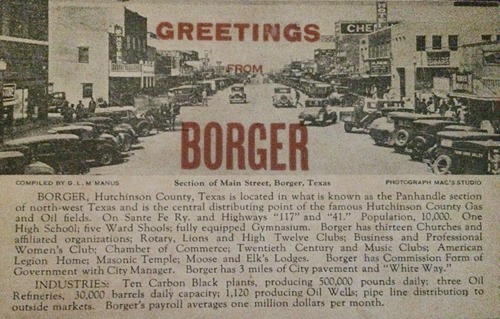 GREETINGS
FROM
BORGER
CHE
COMPILED BY G. L. M'MANUS
Section of Main Street, Borger, Texas
PHOTOGRAPH MAC'S STUDIO
BORGER, Hutchinson County, Texas is located in what is known as the Panhandle section
of north-west Texas and is the central distributing point of the famous Hutchinson County Gas
and Oil fields. On Sante Fe Ry. and Highways "117" and "41." Population, 10,000. One
High School; five Ward Shools; fully equipped Gymnasium. Borger has thirteen Churches and
affiliated organizations; Rotary, Lions and High Twelve Clubs; Business and Professional
Women's Club; Chamber of Commerce; Twentieth Century and Music Clubs; American
Legion Home; Masonic Temple; Moose and Elk's Lodges. Borger has Commission Form of
Government with City Manager. Borger has 3 miles of City pavement and "White Way."
INDUSTRIES: Ten Carbon Black plants, producing 500,000 pounds daily; three Oil
Refineries, 30,000 barrels daily capacity; 1,120 producing Oil Wells; pipe line distribution to
outside markets. Borger's payroll averages one million dollars per month.